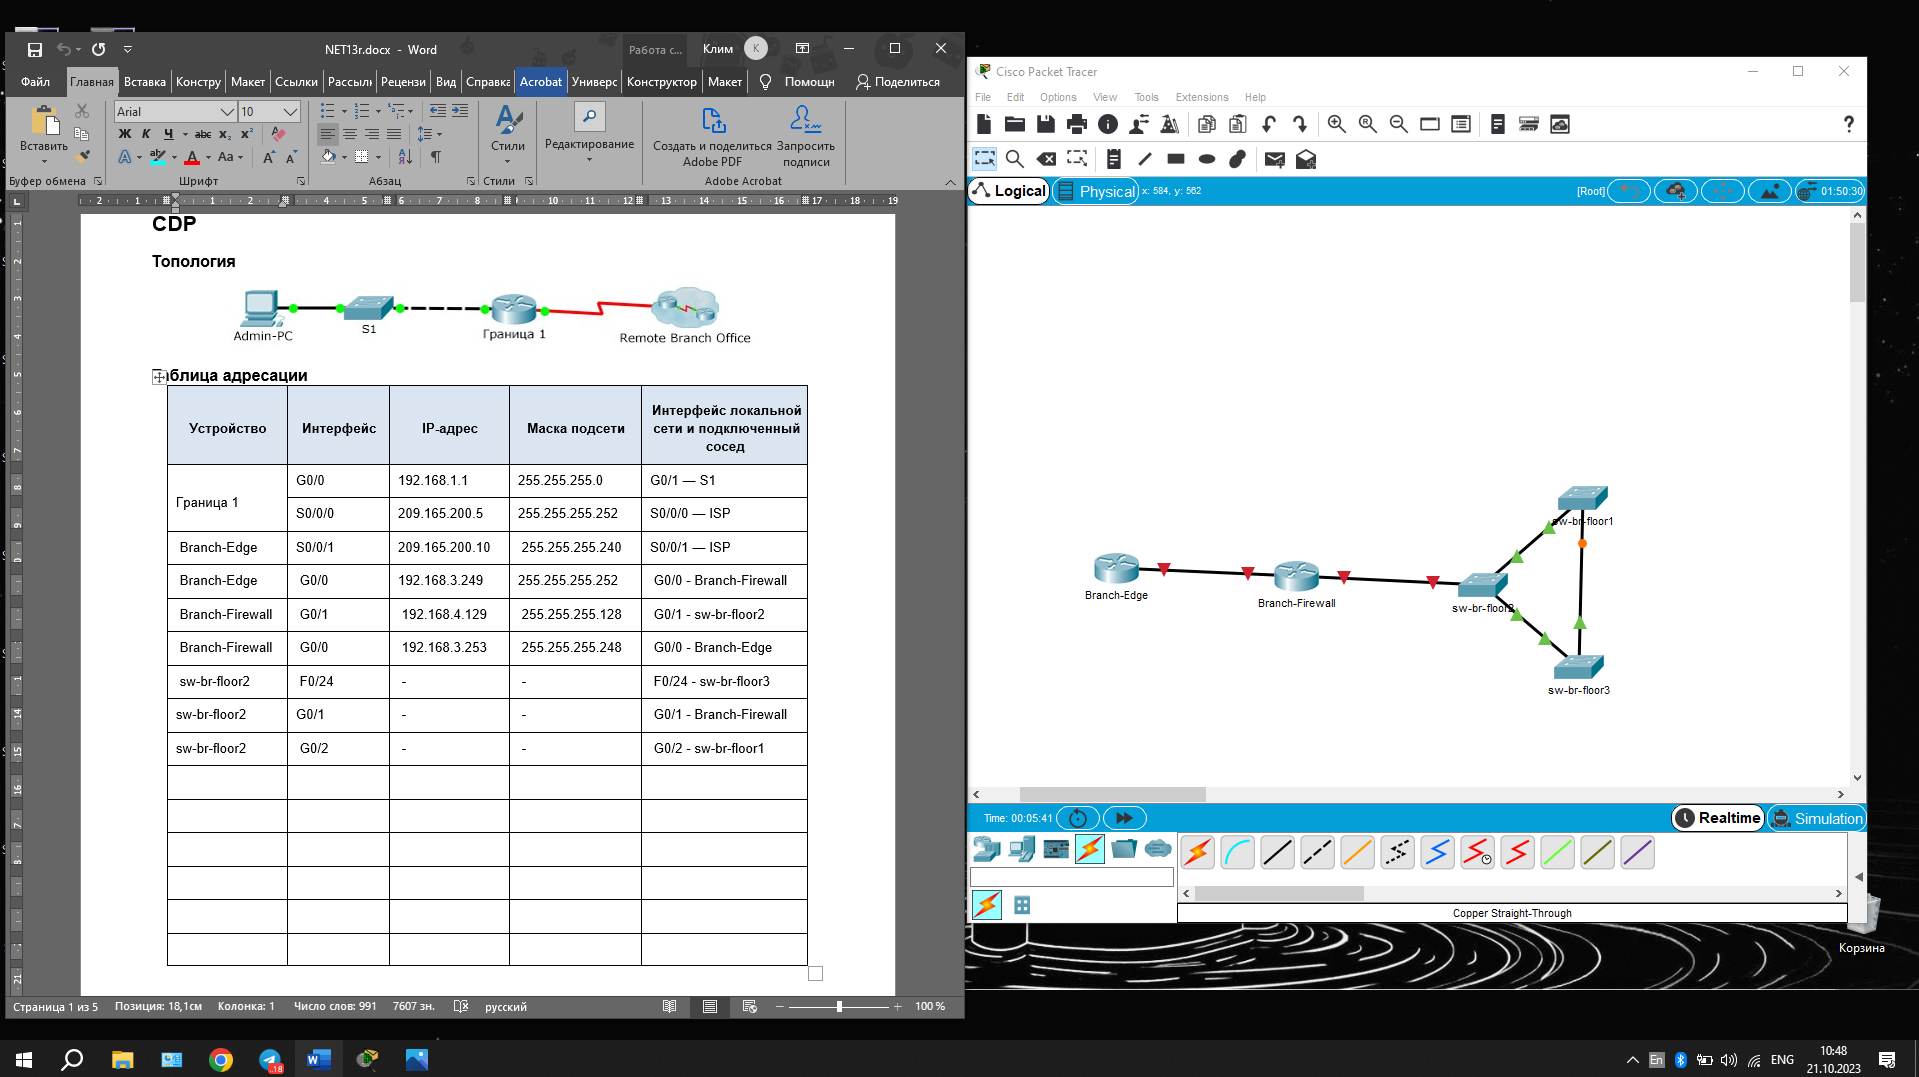 NET13r.docx - Word
Работа с...
Клим
K
Файл
Главная
Вставка
Констру
Макет
Ссылки
Рассыль
Рецензи
Вид
Справка
Acrobat
Универс
Конструктор
Макет
Помощн
Поделиться
Вставить
Буфер обмена
Arial
10
Ж К Ч abc x₂ x²
Aa
Шрифт
Абзац
Стили
Стили
Редактирование
Создать и поделиться
Adobe PDF
Запросить
подписи
Adobe Acrobat
CDP
Топология
Admin-PC
S1
Граница 1
Remote Branch Office
аблица адресации
Устройство
Интерфейс
IP-адрес
Маска подсети
Интерфейс локальной
сети и подключенный
сосед
Граница 1
G0/0
192.168.1.1
255.255.255.0
G0/1 — S1
S0/0/0
209.165.200.5
255.255.255.252
S0/0/0 — ISP
Branch-Edge
S0/0/1
209.165.200.10
255.255.255.240
S0/0/1 — ISP
Branch-Edge
G0/0
192.168.3.249
255.255.255.252
G0/0 - Branch-Firewall
Branch-Firewall
G0/1
192.168.4.129
255.255.255.128
G0/1 - sw-br-floor2
Branch-Firewall
G0/0
192.168.3.253
255.255.255.248
G0/0 - Branch-Edge
sw-br-floor2
F0/24
-
-
F0/24 - sw-br-floor3
sw-br-floor2
G0/1
-
-
G0/1 - Branch-Firewall
sw-br-floor2
G0/2
-
-
G0/2 - sw-br-floor1
Страница 1 из 5
Позиция: 18,1см
Колонка: 1
Число слов: 991
7607 зн.
русский
100 %
Cisco Packet Tracer
File Edit Options View Tools Extensions Help
Logical
Physical
x: 584, y: 562
[Root]
01:50:30
sw-br-floor1
Branch-Edge
Branch-Firewall
sw-br-floor2
sw-br-floor3
Time: 00:05:41
Realtime
Simulation
Copper Straight-Through
Корзина
.18
En
ENG
10:48
21.10.2023